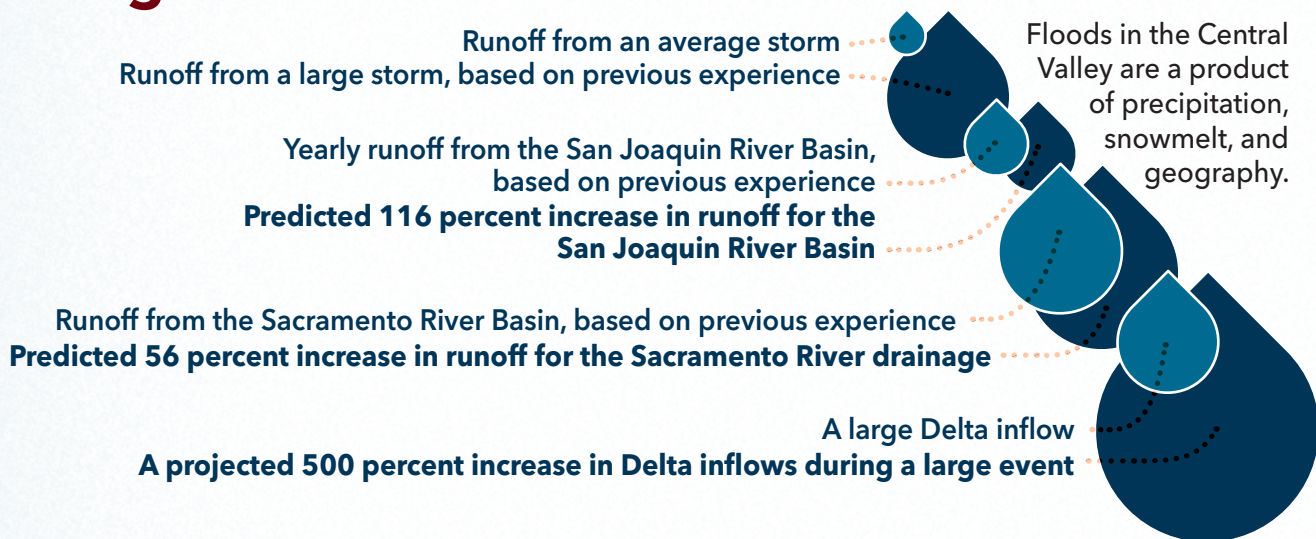 Runoff from an average storm
Runoff from a large storm, based on previous experience
Floods in the Central
Valley are a product
of precipitation,
snowmelt, and
geography.
Yearly runoff from the San Joaquin River Basin,
based on previous experience
Predicted 116 percent increase in runoff for the
San Joaquin River Basin
Runoff from the Sacramento River Basin, based on previous experience
Predicted 56 percent increase in runoff for the Sacramento River drainage
A large Delta inflow
A projected 500 percent increase in Delta inflows during a large event